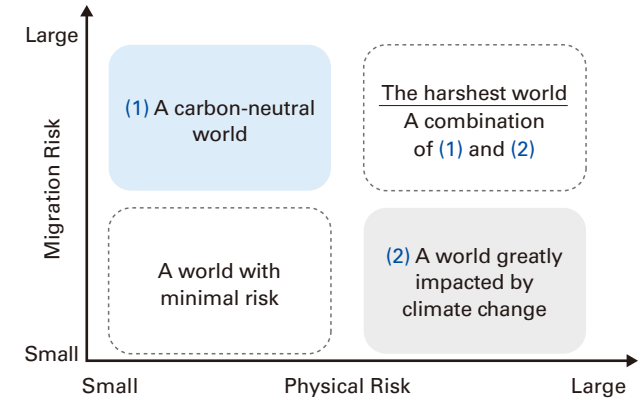 Large
Migration Risk
Small
(1) A carbon-neutral
world
The harshest world
A combination
of (1) and (2)
A world with
minimal risk
(2) A world greatly
impacted by
climate change
Small
Physical Risk
Large